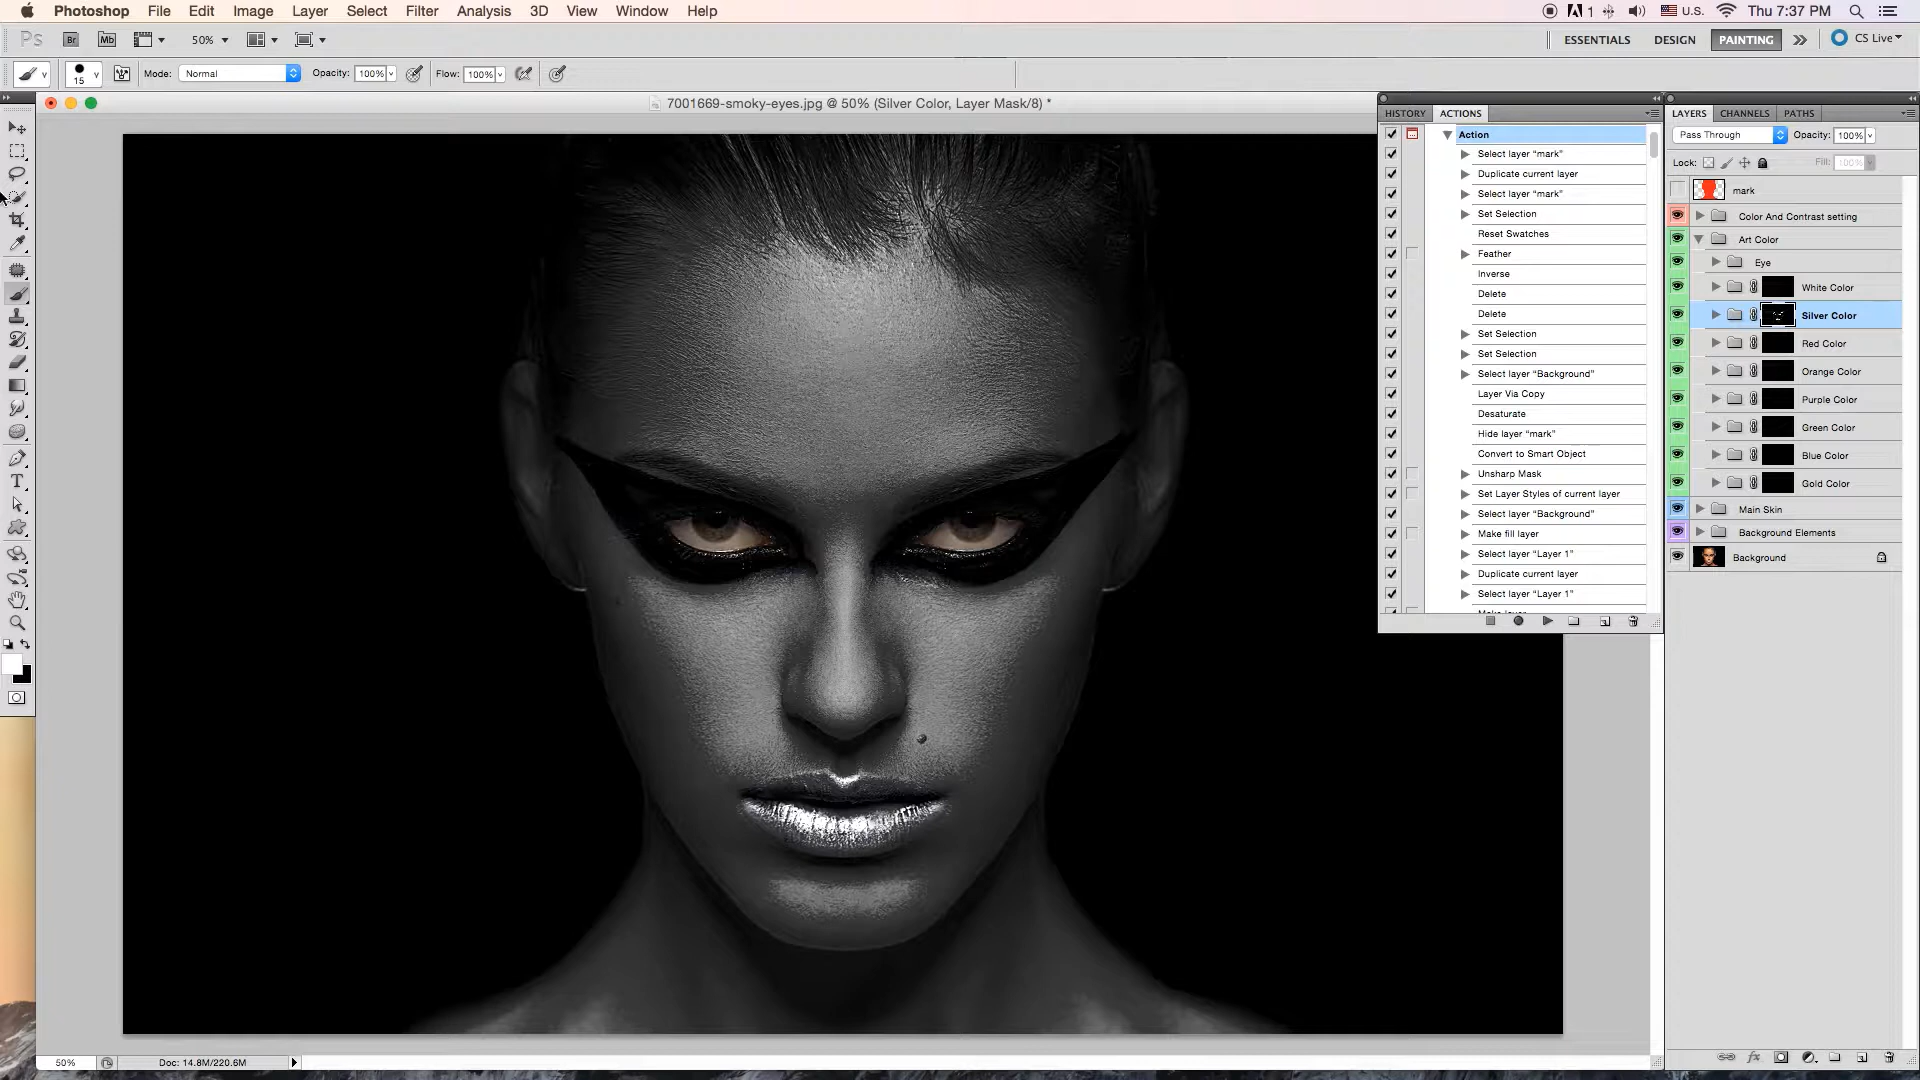 Photoshop File Edit Image Layer Select Filter Analysis 3D View Window Help 1 U.S. Thu 7:37 PM
Ps Br Mb 50% ESSENTIALS DESIGN PAINTING CS Live
15 Mode: Normal Opacity: 100% Flow: 100%
7001669-smoky-eyes.jpg @ 50% (Silver Color, Layer Mask/8) *
HISTORY ACTIONS
Action
Select layer “mark”
Duplicate current layer
Select layer “mark”
Set Selection
Reset Swatches
Feather
Inverse
Delete
Delete
Set Selection
Set Selection
Select layer “Background”
Layer Via Copy
Desaturate
Hide layer “mark”
Convert to Smart Object
Unsharp Mask
Set Layer Styles of current layer
Select layer “Background”
Make fill layer
Select layer “Layer 1”
Duplicate current layer
Select layer “Layer 1”
LAYERS CHANNELS PATHS
Pass Through Opacity: 100%
Lock: Fill: 100%
mark
Color And Contrast setting
Art Color
Eye
White Color
Silver Color
Red Color
Orange Color
Purple Color
Green Color
Blue Color
Gold Color
Main Skin
Background Elements
Background
fx
T
50% Doc: 14.8M/220.6M